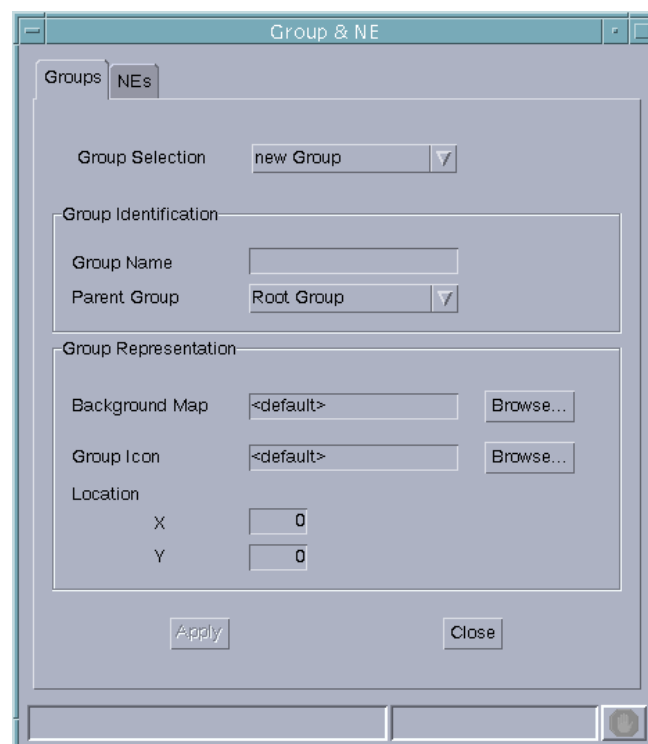 Group & NE
Groups NEs
Group Selection new Group
Group Identification
Group Name
Parent Group Root Group
Group Representation
Background Map <default> Browse...
Group Icon <default> Browse...
Location
X 0
Y 0
Apply Close